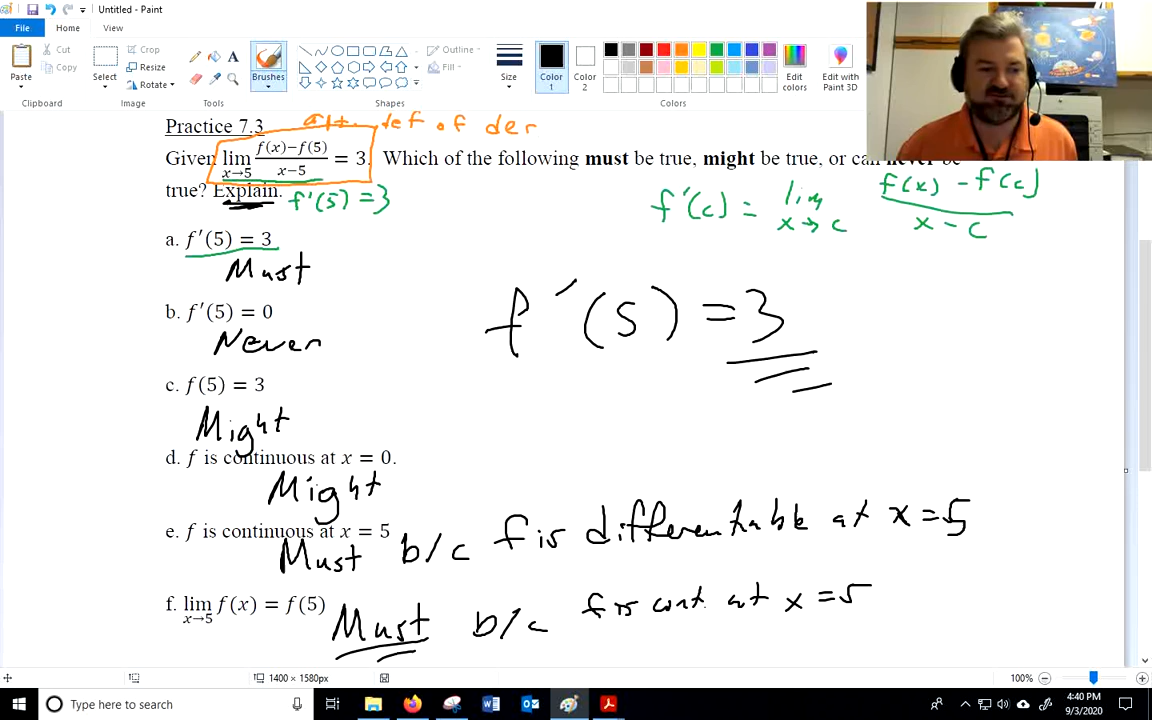 Untitled - Paint
File Home View
Cut
Copy
Paste
Clipboard
Select
Crop
Resize
Rotate
Image
A
Tools
Brushes
Outline
Fill
Shapes
Size
Color 1
Color 2
Edit colors
Colors
Edit with Paint 3D
Practice 7.3 alt. def of der
Given lim x→5 f(x)−f(5) / x−5 = 3. Which of the following must be true, might be true, or can never be
true? Explain. f'(5) = 3
f'(c) = lim x→c f(x) - f(c) / x - c
a. f′(5) = 3
Must
f'(5) = 3
b. f′(5) = 0
Never
c. f(5) = 3
Might
d. f is continuous at x = 0.
Might
e. f is continuous at x = 5
Must b/c f is differentiable at x = 5
f. lim x→5 f(x) = f(5)
Must b/c f is cont. at x = 5
1400 × 1580px
100%
Type here to search
4:40 PM
9/3/2020